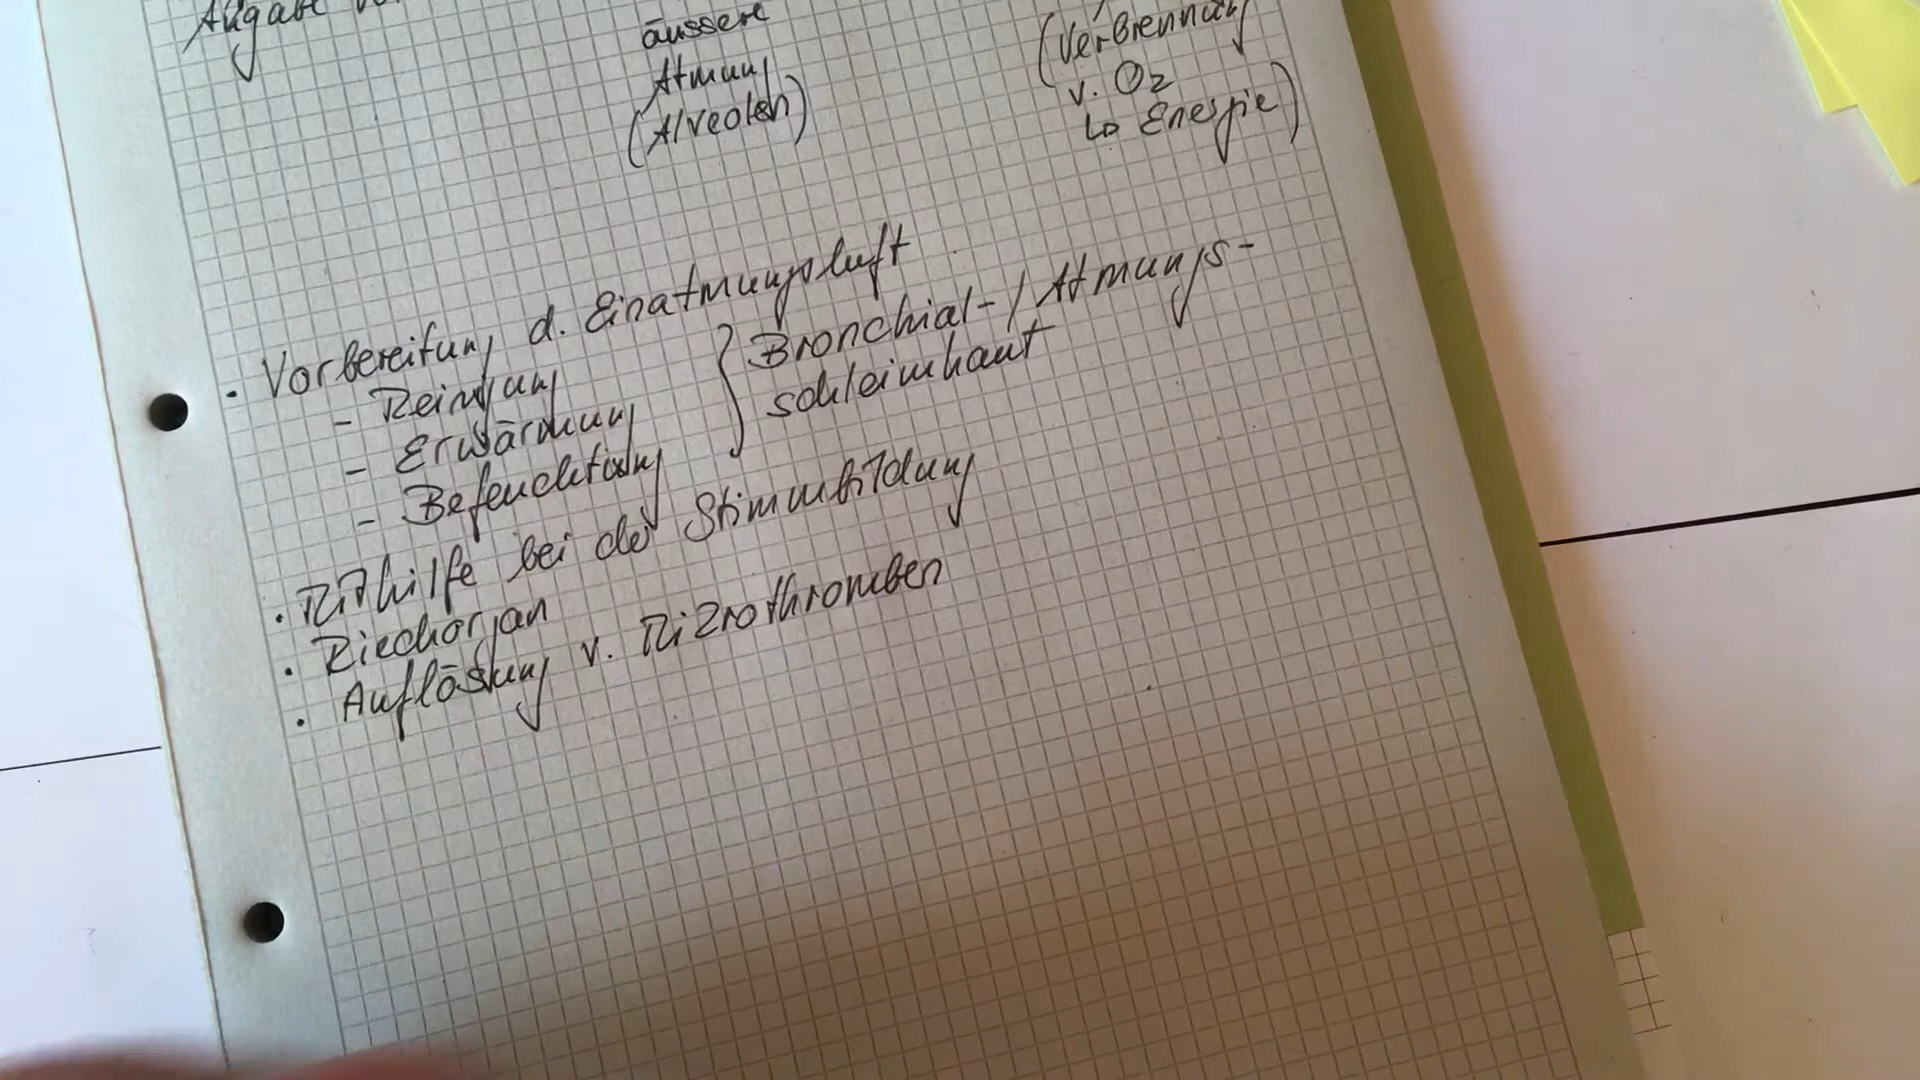 äussere
Atmung
(Alveolen)
(Verbrennung
v. O2
↳ Energie)
· Vorbereitung d. Einatmungsluft
- Reinigung
- Erwärmung
- Befeuchtung
} Bronchial-/Atmungs-
schleimhaut
· Mithilfe bei der Stimmbildung
· Riechorgan
· Auflösung v. Mikrothromben